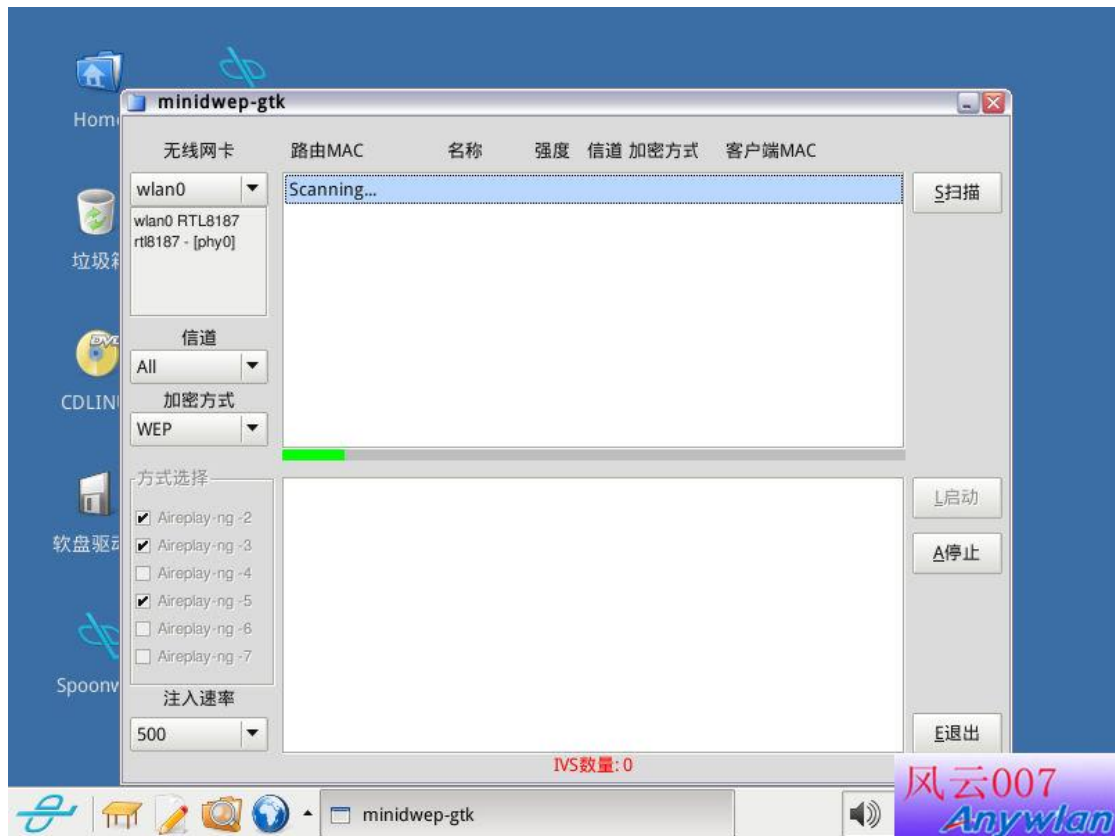 Home
minidwep-gtk
无线网卡
路由MAC 名称 强度 信道 加密方式 客户端MAC
wlan0
Scanning...
S扫描
wlan0 RTL8187
rtl8187 - [phy0]
垃圾箱
信道
All
CDLINU
加密方式
WEP
方式选择
L启动
Aireplay-ng -2
软盘驱动
Aireplay-ng -3
A停止
Aireplay-ng -4
Aireplay-ng -5
Aireplay-ng -6
Aireplay-ng -7
Spoonw
注入速率
500
E退出
IVS数量: 0
风云007
Anywlan
minidwep-gtk